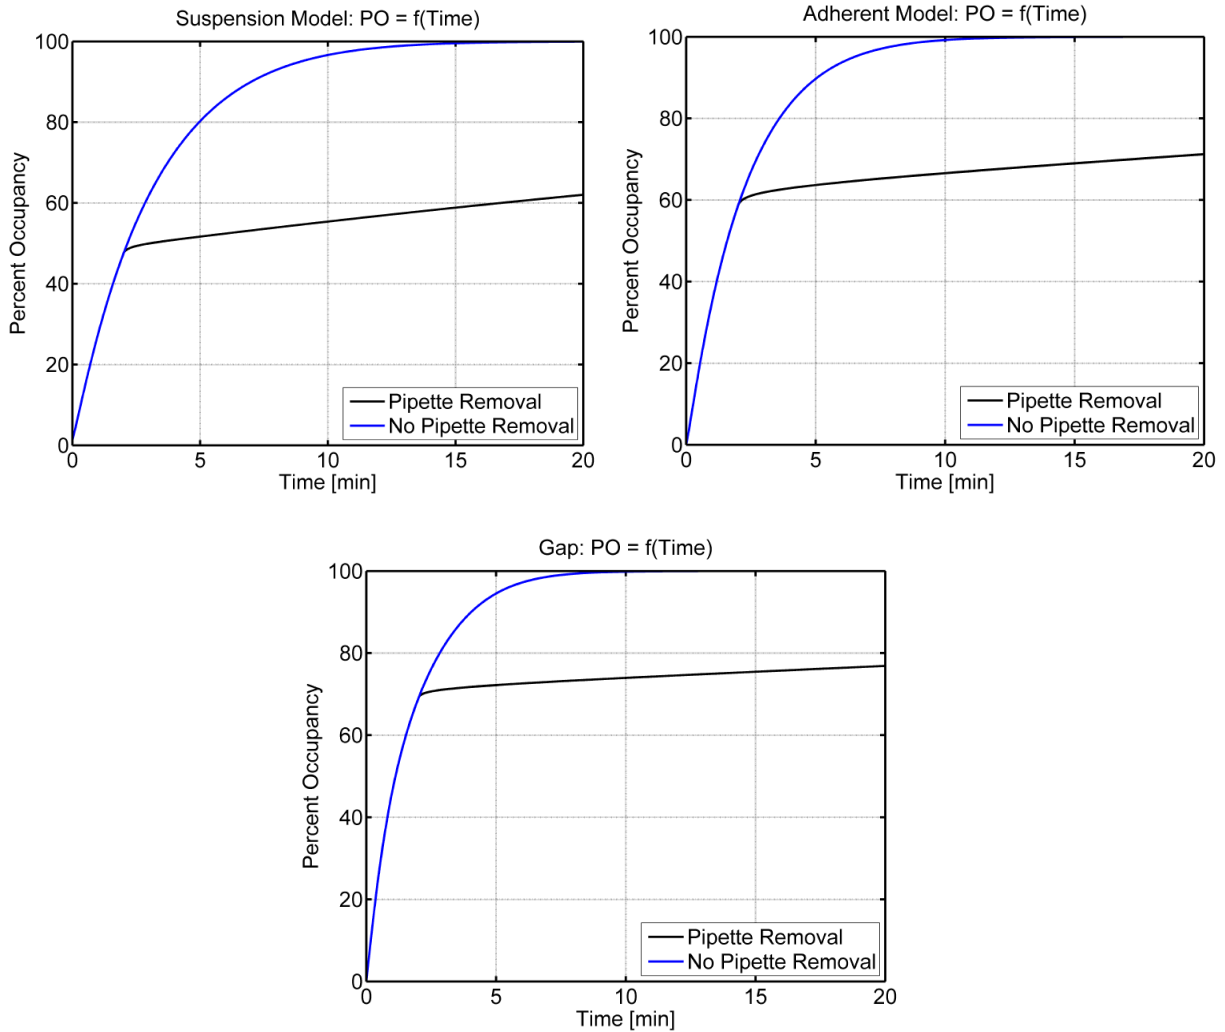 Suspension Model: PO = f(Time)
100
80
60
40
20
0
Percent Occupancy
Pipette Removal
No Pipette Removal
0 5 10 15 20
Time [min]
Adherent Model: PO = f(Time)
100
80
60
40
20
0
Percent Occupancy
Pipette Removal
No Pipette Removal
0 5 10 15 20
Time [min]
Gap: PO = f(Time)
100
80
60
40
20
0
Percent Occupancy
Pipette Removal
No Pipette Removal
0 5 10 15 20
Time [min]